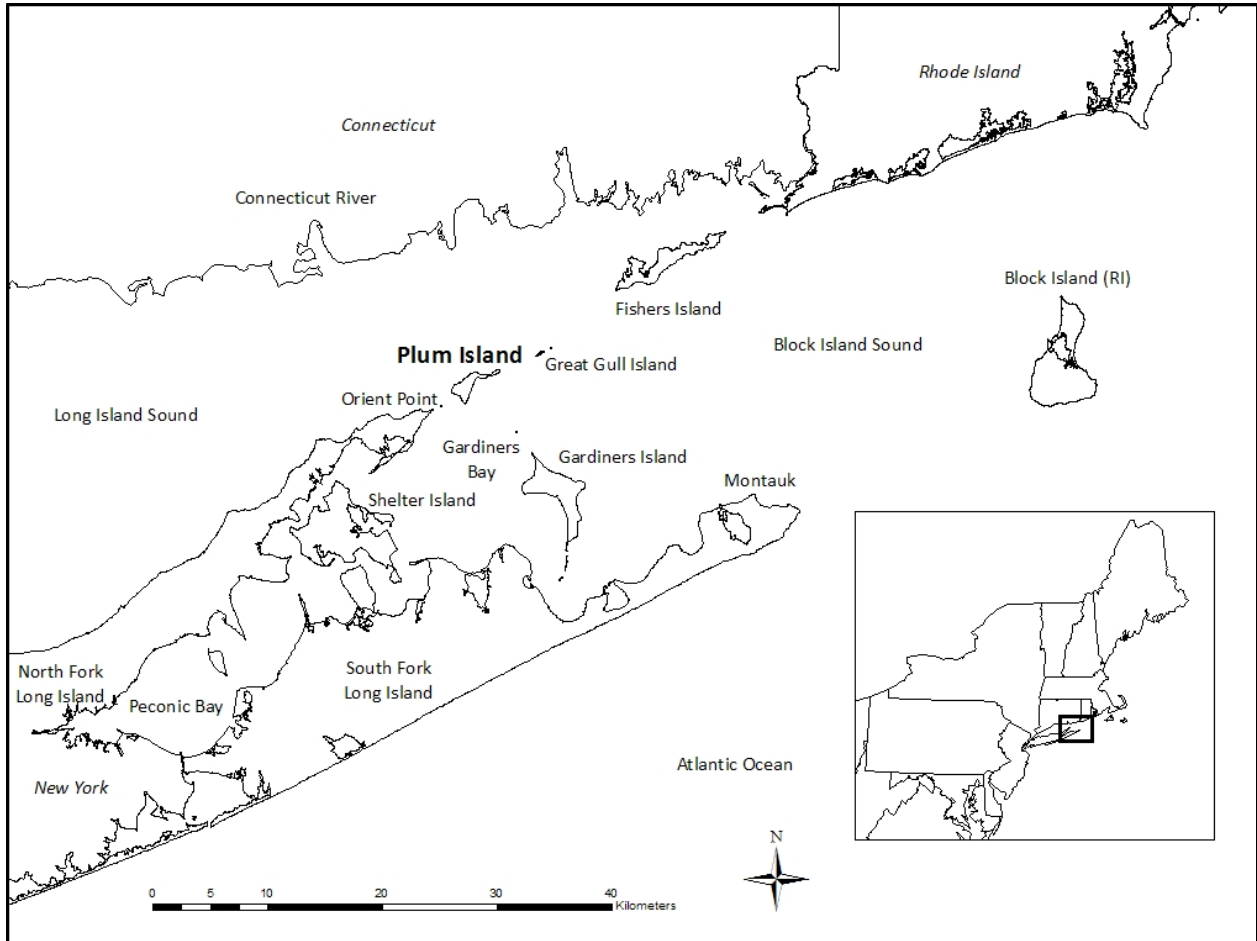 Rhode Island
Connecticut
Connecticut River
Block Island (RI)
Fishers Island
Block Island Sound
Plum Island
Great Gull Island
Orient Point
Long Island Sound
Gardiners
Bay
Gardiners Island
Montauk
Shelter Island
North Fork
Long Island
South Fork
Long Island
Peconic Bay
New York
Atlantic Ocean
N
0 5 10 20 30 40
Kilometers